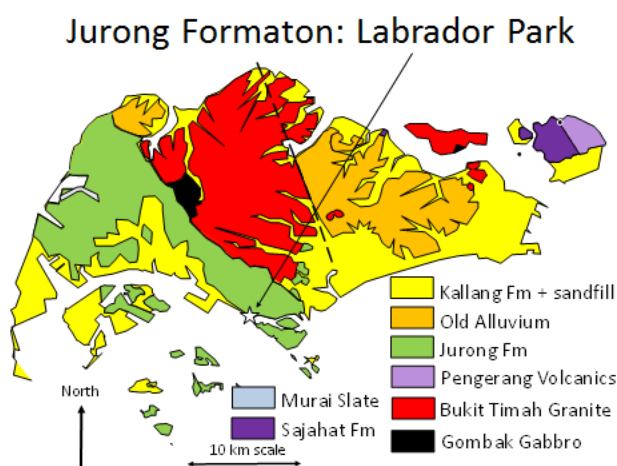 Jurong Formaton: Labrador Park
Kallang Fm + sandfill
Old Alluvium
Jurong Fm
Pengerang Volcanics
Bukit Timah Granite
Gombak Gabbro
Murai Slate
Sajahat Fm
North
10 km scale